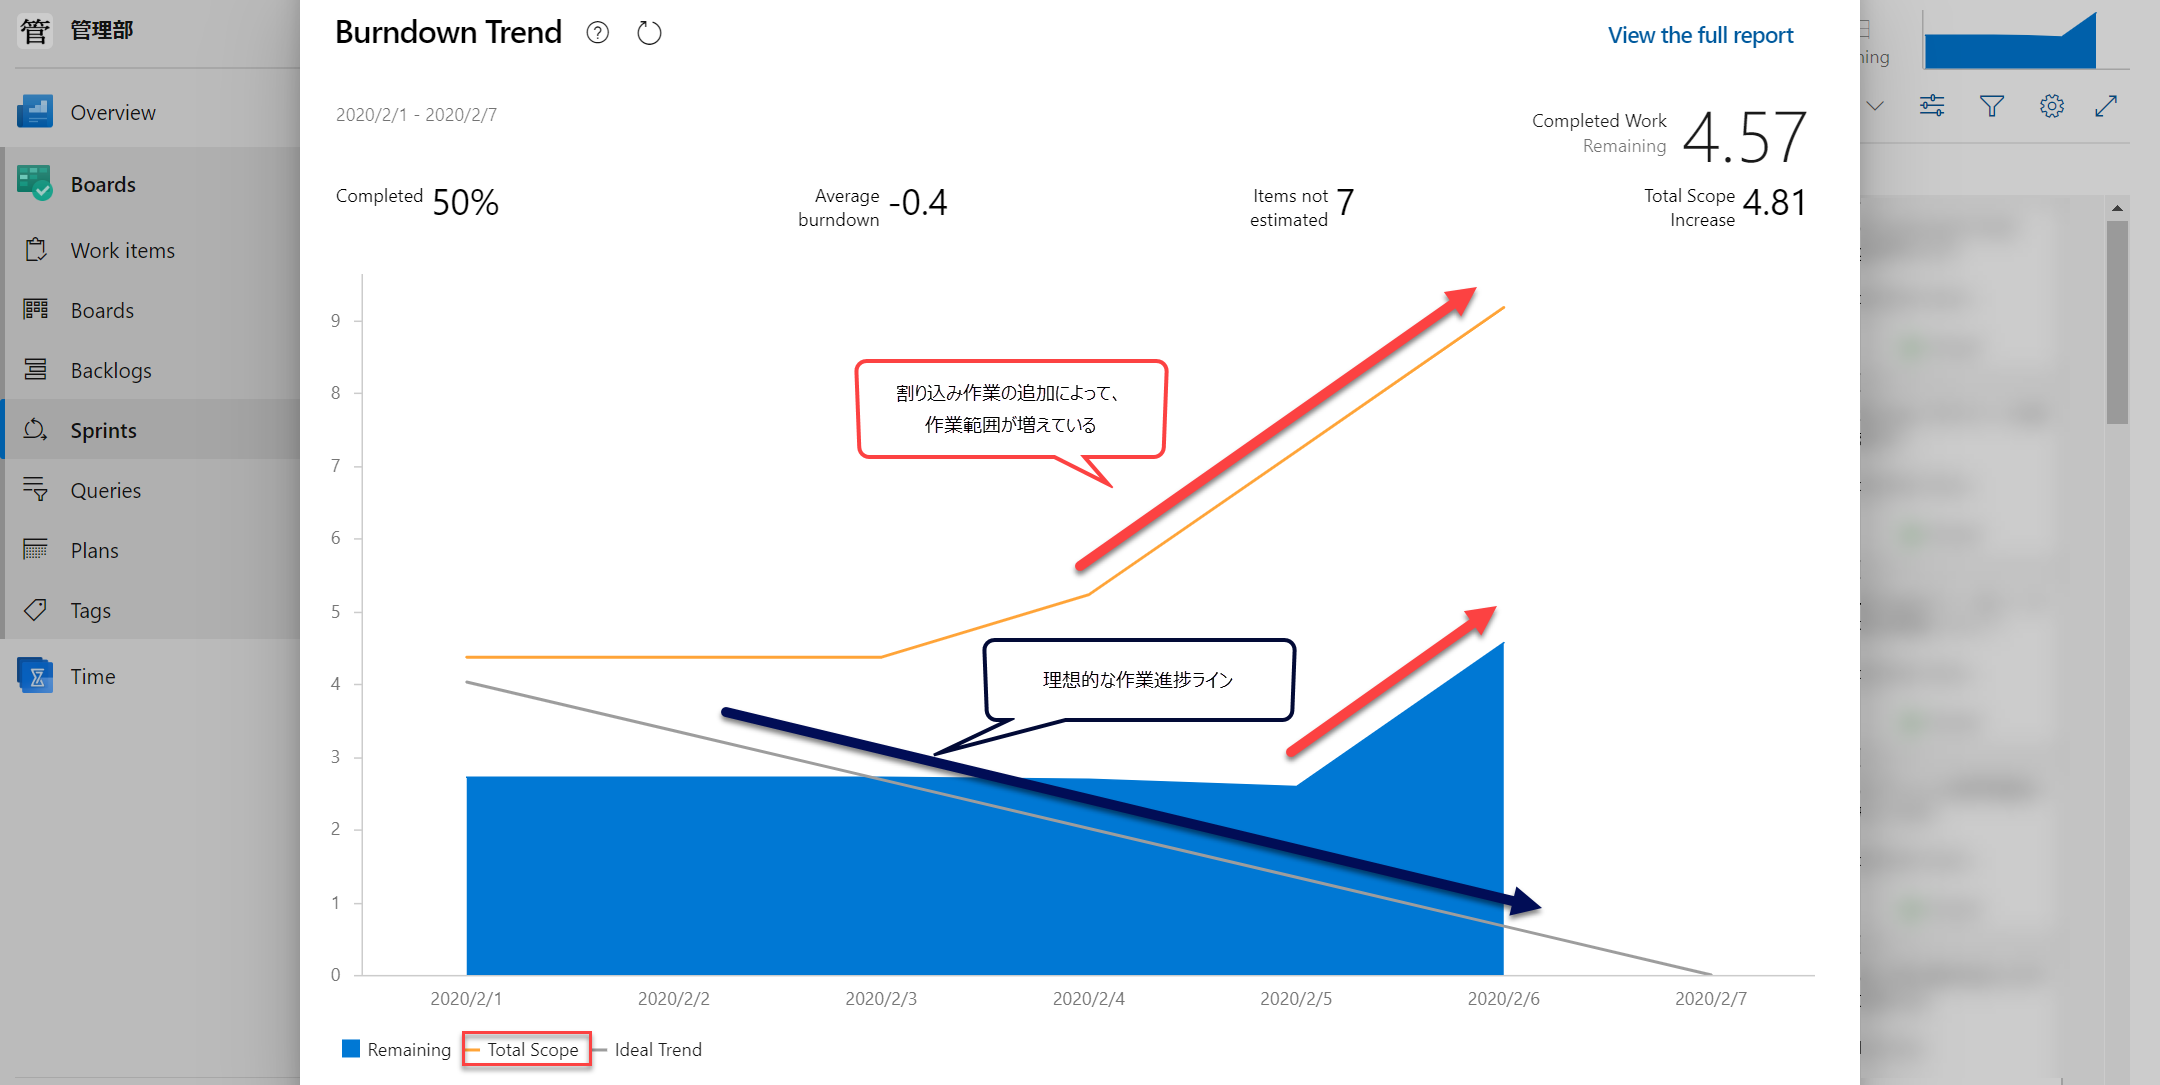 管 管理部
Overview
Boards
Work items
Boards
Backlogs
Sprints
Queries
Plans
Tags
Time
Burndown Trend ?
View the full report
2020/2/1 - 2020/2/7
Completed Work
Remaining
4.57
Completed 50%
Average
burndown
-0.4
Items not
estimated
7
Total Scope
Increase
4.81
9
8
7
6
5
4
3
2
1
0
割り込み作業の追加によって、
作業範囲が増えている
理想的な作業進捗ライン
2020/2/1 2020/2/2 2020/2/3 2020/2/4 2020/2/5 2020/2/6 2020/2/7
Remaining Total Scope Ideal Trend